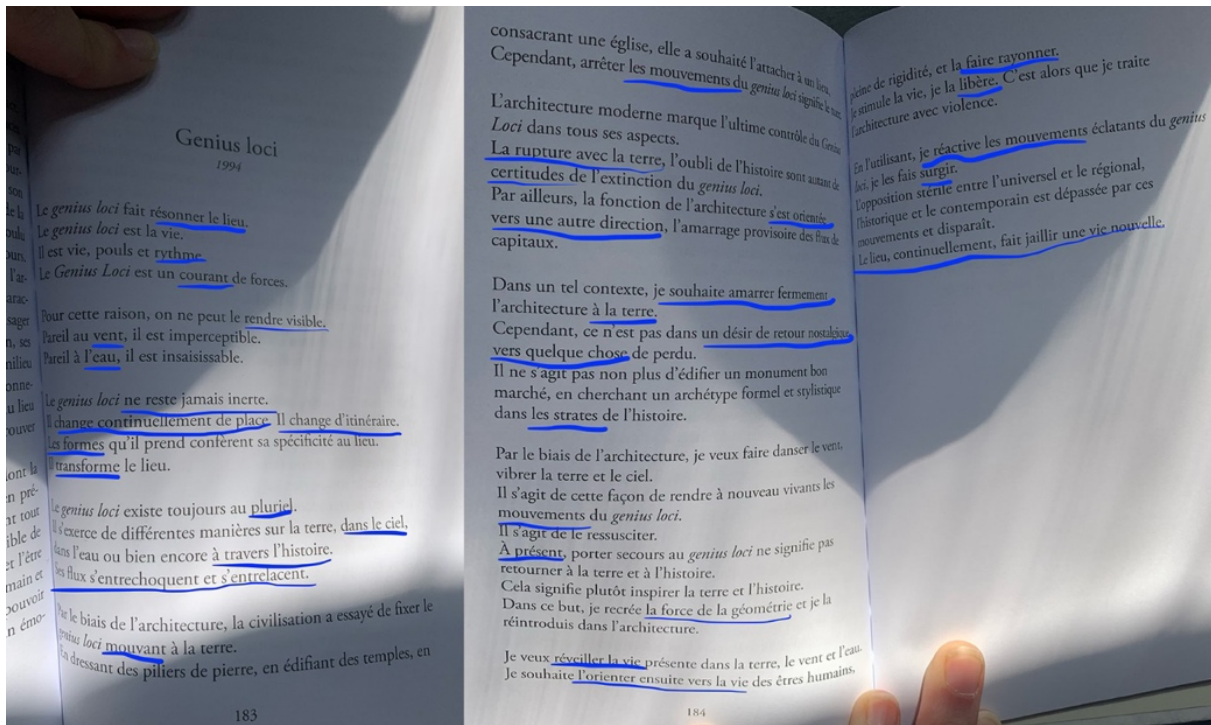 Genius loci
1994
Le genius loci fait résonner le lieu.
Le genius loci est la vie.
Il est vie, pouls et rythme.
Le Genius Loci est un courant de forces.
Pour cette raison, on ne peut le rendre visible.
Pareil au vent, il est imperceptible.
Pareil à l'eau, il est insaisissable.
Le genius loci ne reste jamais inerte.
Il change continuellement de place. Il change d'itinéraire.
Les formes qu'il prend confèrent sa spécificité au lieu.
Il transforme le lieu.
Le genius loci existe toujours au pluriel.
Il s'exerce de différentes manières sur la terre, dans le ciel,
dans l'eau ou bien encore à travers l'histoire.
Ses flux s'entrechoquent et s'entrelacent.
Par le biais de l'architecture, la civilisation a essayé de fixer le
genius loci mouvant à la terre.
En dressant des piliers de pierre, en édifiant des temples, en
183
consacrant une église, elle a souhaité l'attacher à un lieu.
Cependant, arrêter les mouvements du genius loci signifie le tuer.
L'architecture moderne marque l'ultime contrôle du Genius
Loci dans tous ses aspects.
La rupture avec la terre, l'oubli de l'histoire sont autant de
certitudes de l'extinction du genius loci.
Par ailleurs, la fonction de l'architecture s'est orientée
vers une autre direction, l'amarrage provisoire des flux de
capitaux.
Dans un tel contexte, je souhaite amarrer fermement
l'architecture à la terre.
Cependant, ce n'est pas dans un désir de retour nostalgique
vers quelque chose de perdu.
Il ne s'agit pas non plus d'édifier un monument bon
marché, en cherchant un archétype formel et stylistique
dans les strates de l'histoire.
Par le biais de l'architecture, je veux faire danser le vent,
vibrer la terre et le ciel.
Il s'agit de cette façon de rendre à nouveau vivants les
mouvements du genius loci.
Il s'agit de le ressusciter.
À présent, porter secours au genius loci ne signifie pas
retourner à la terre et à l'histoire.
Cela signifie plutôt inspirer la terre et l'histoire.
Dans ce but, je recrée la force de la géométrie et je la
réintroduis dans l'architecture.
Je veux réveiller la vie présente dans la terre, le vent et l'eau.
Je souhaite l'orienter ensuite vers la vie des êtres humains,
184
pleine de rigidité, et la faire rayonner.
Je stimule la vie, je la libère. C'est alors que je traite
l'architecture avec violence.
En l'utilisant, je réactive les mouvements éclatants du genius
loci, je les fais surgir.
L'opposition stérile entre l'universel et le régional,
l'historique et le contemporain est dépassée par ces
mouvements et disparaît.
Le lieu, continuellement, fait jaillir une vie nouvelle.